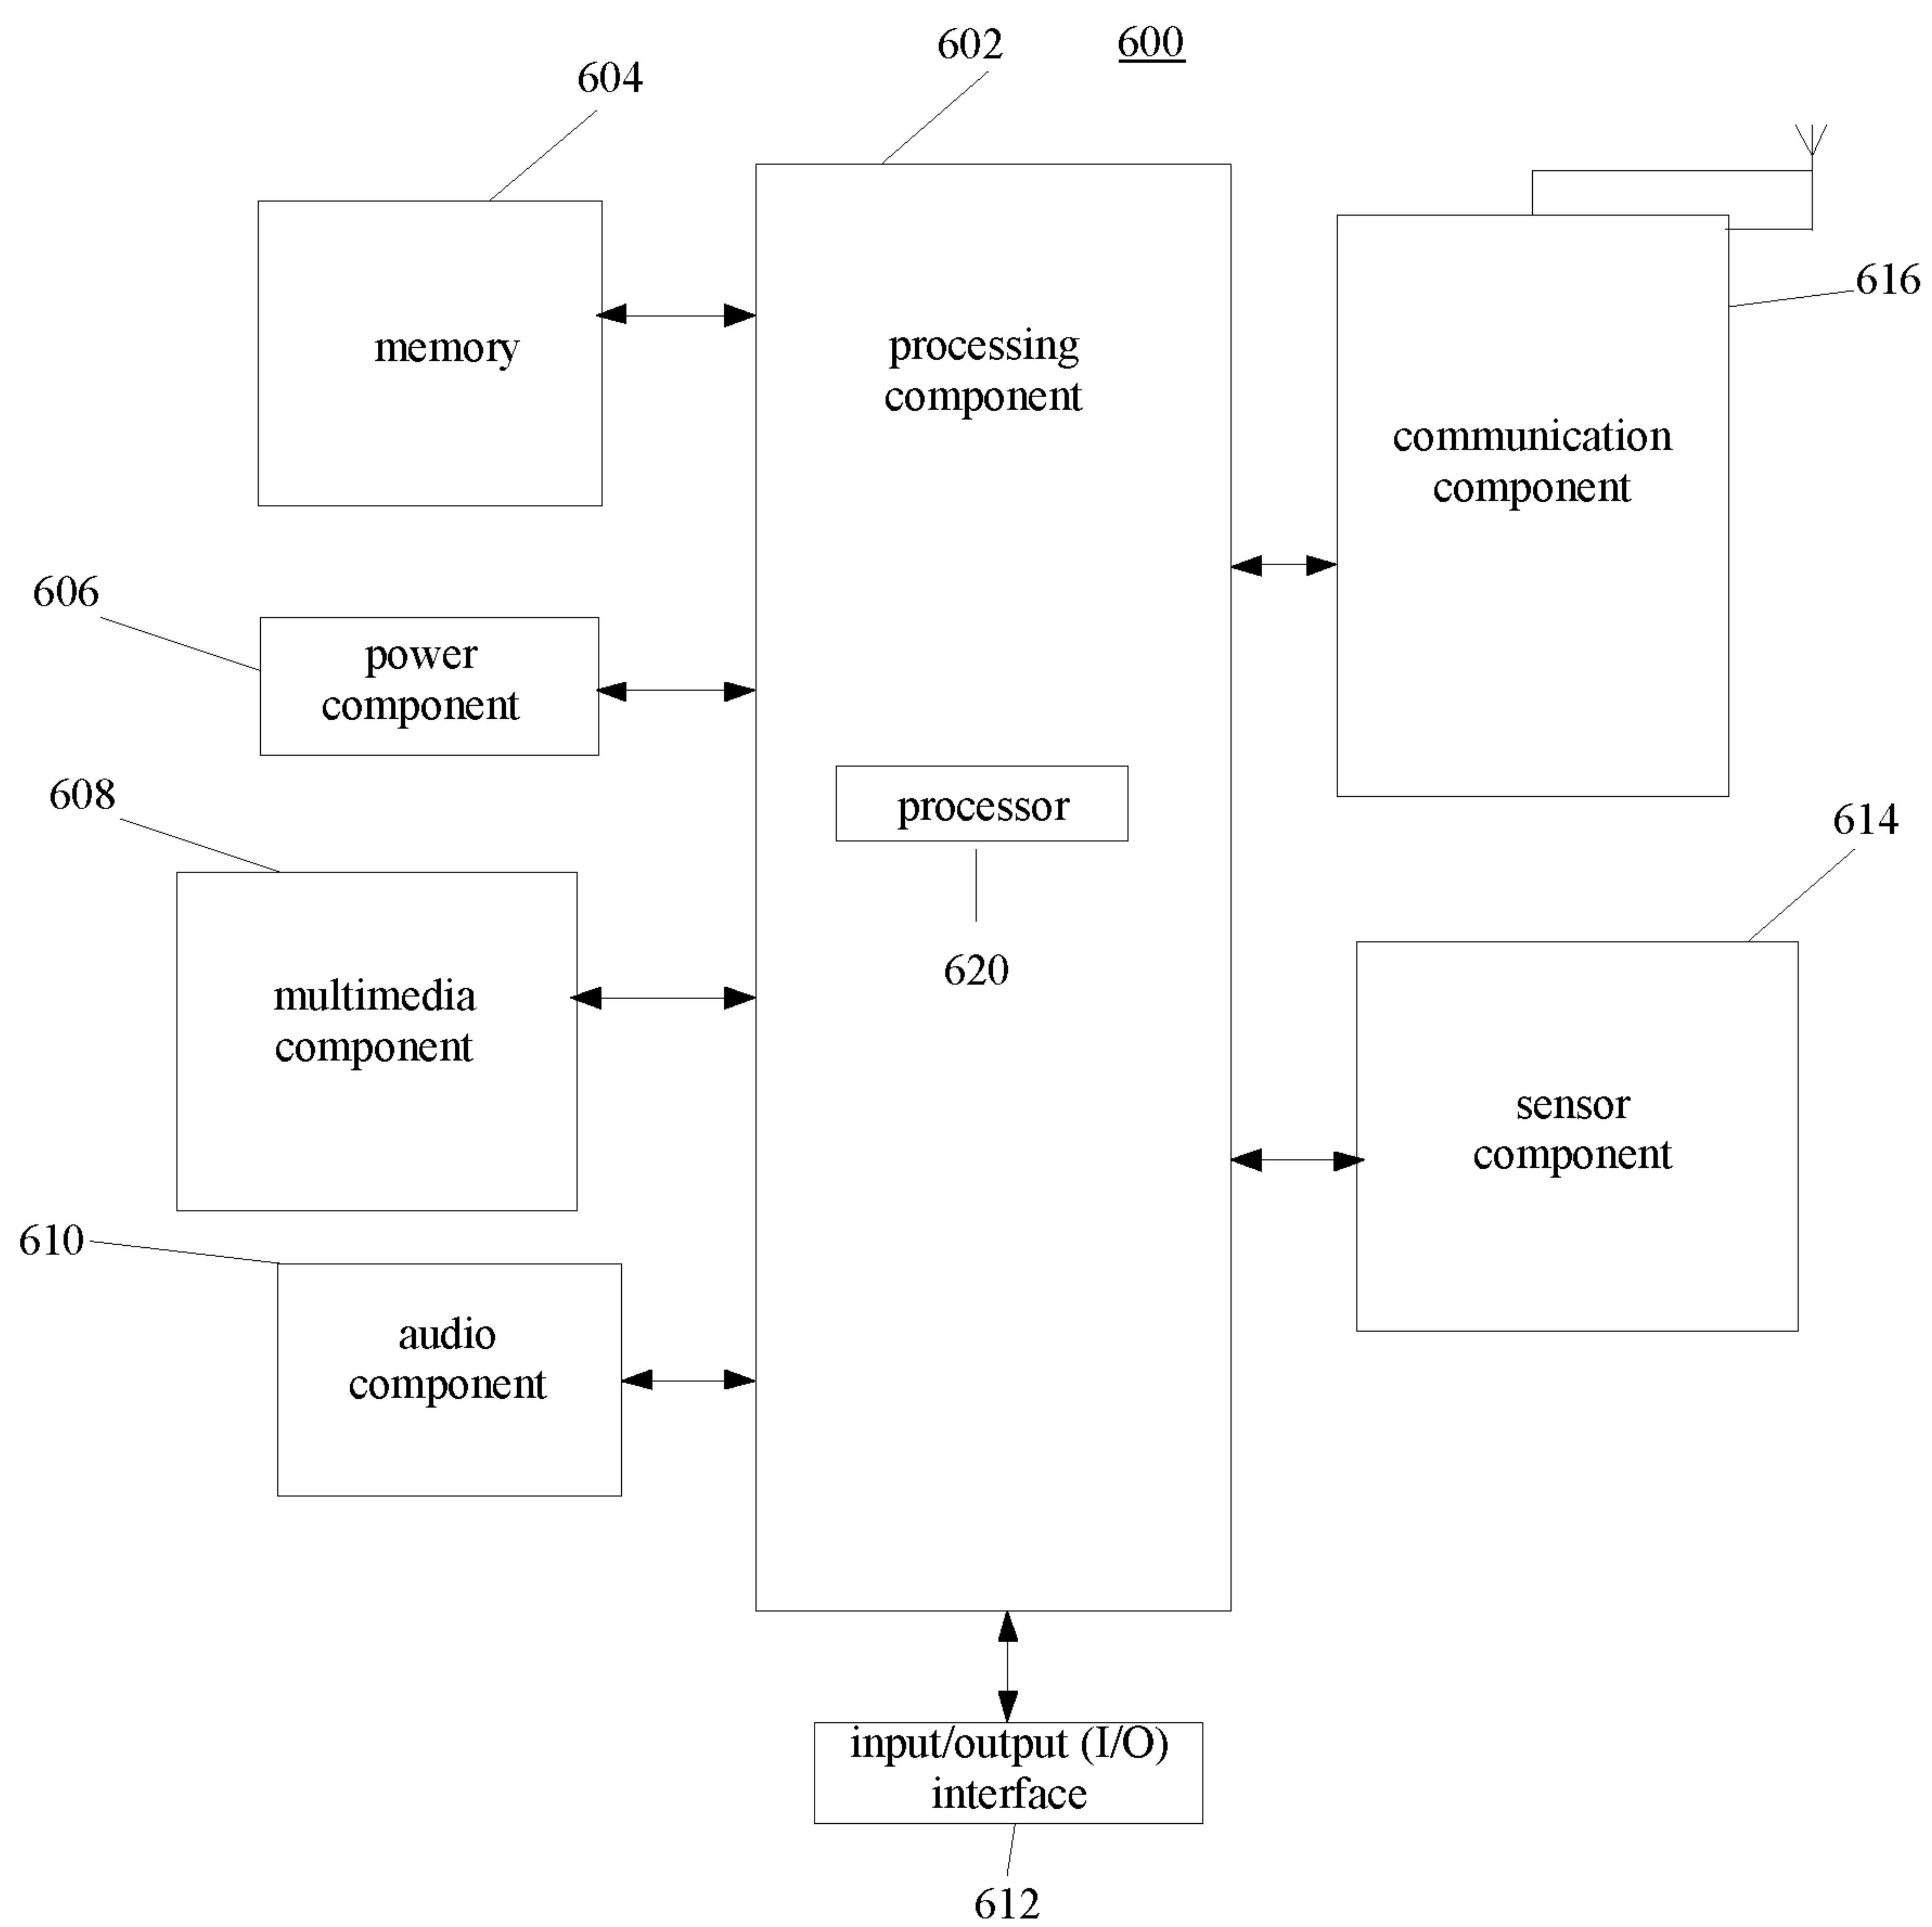 602
600
604
616
memory
processing
component
communication
component
606
power
component
608
processor
614
620
multimedia
component
sensor
component
610
audio
component
input/output (I/O)
interface
612